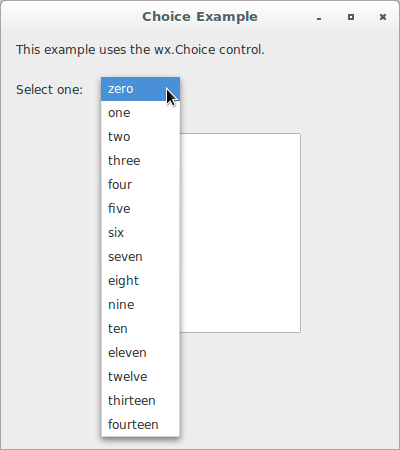 Choice Example
This example uses the wx.Choice control.
Select one: zero
one
two
three
four
five
six
seven
eight
nine
ten
eleven
twelve
thirteen
fourteen